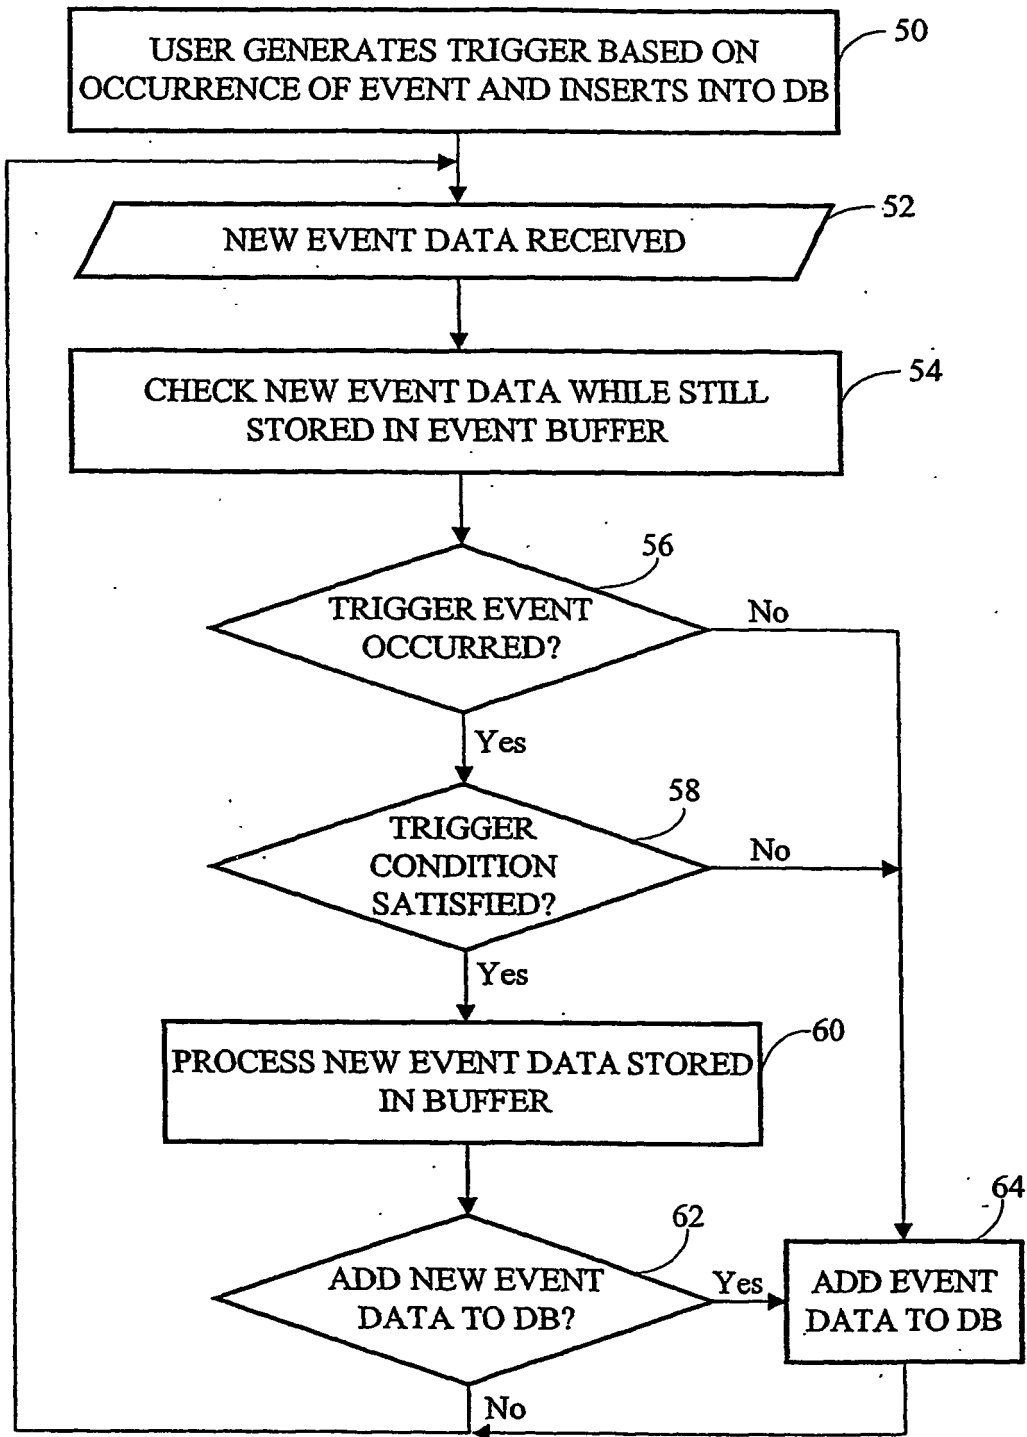 USER GENERATES TRIGGER BASED ON
OCCURRENCE OF EVENT AND INSERTS INTO DB
50
NEW EVENT DATA RECEIVED
52
CHECK NEW EVENT DATA WHILE STILL
STORED IN EVENT BUFFER
54
TRIGGER EVENT
OCCURRED?
56
No
Yes
TRIGGER
CONDITION
SATISFIED?
58
No
Yes
PROCESS NEW EVENT DATA STORED
IN BUFFER
60
ADD NEW EVENT
DATA TO DB?
62
Yes
No
ADD EVENT
DATA TO DB
64